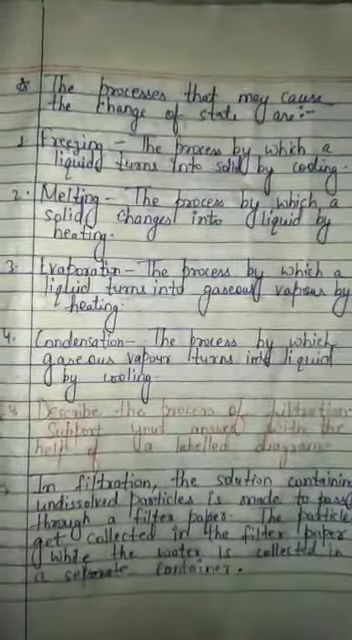 The processes that may cause
the change of state are:-
1. Freezing - The process by which a
liquid turns into solid by cooling.
2. Melting - The process by which a
solid changes into liquid by
heating.
3. Evaporation - The process by which a
liquid turns into gaseous vapour by
heating.
4. Condensation - The process by which
gaseous vapour turns into liquid
by cooling.
Describe the process of filtration
Support your answer with the
help of a labelled diagram.
In filtration, the solution containin
undissolved particles is made to pass
through a filter paper. The particle
get collected in the filter paper
while the water is collected in
a separate container.